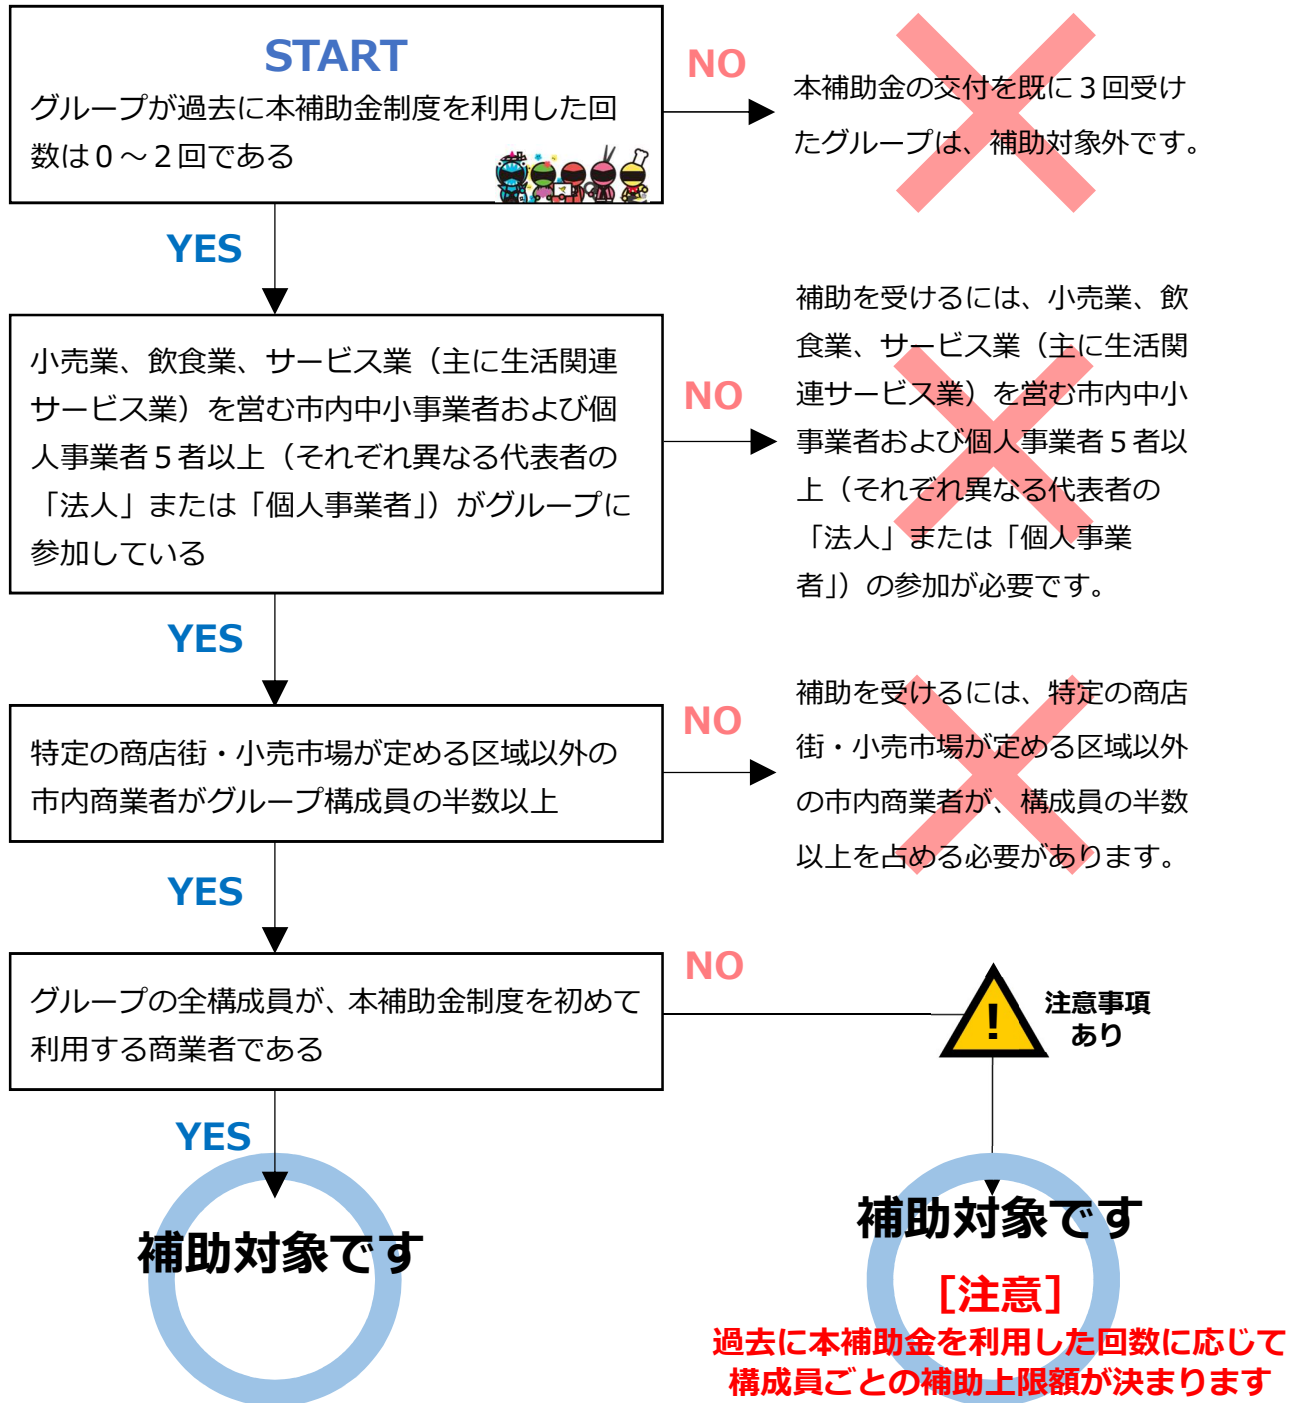 START
グループが過去に本補助金制度を利用した回
数は０～２回である
NO
本補助金の交付を既に３回受け
たグループは、補助対象外です。
YES
小売業、飲食業、サービス業（主に生活関連
サービス業）を営む市内中小事業者および個
人事業者５者以上（それぞれ異なる代表者の
「法人」または「個人事業者」）がグループに
参加している
NO
補助を受けるには、小売業、飲
食業、サービス業（主に生活関
連サービス業）を営む市内中小
事業者および個人事業者５者以
上（それぞれ異なる代表者の
「法人」または「個人事業
者」）の参加が必要です。
YES
特定の商店街・小売市場が定める区域以外の
市内商業者がグループ構成員の半数以上
NO
補助を受けるには、特定の商店
街・小売市場が定める区域以外
の市内商業者が、構成員の半数
以上を占める必要があります。
YES
グループの全構成員が、本補助金制度を初めて
利用する商業者である
NO
!
注意事項
あり
YES
補助対象です
補助対象です
［注意］
過去に本補助金を利用した回数に応じて
構成員ごとの補助上限額が決まります